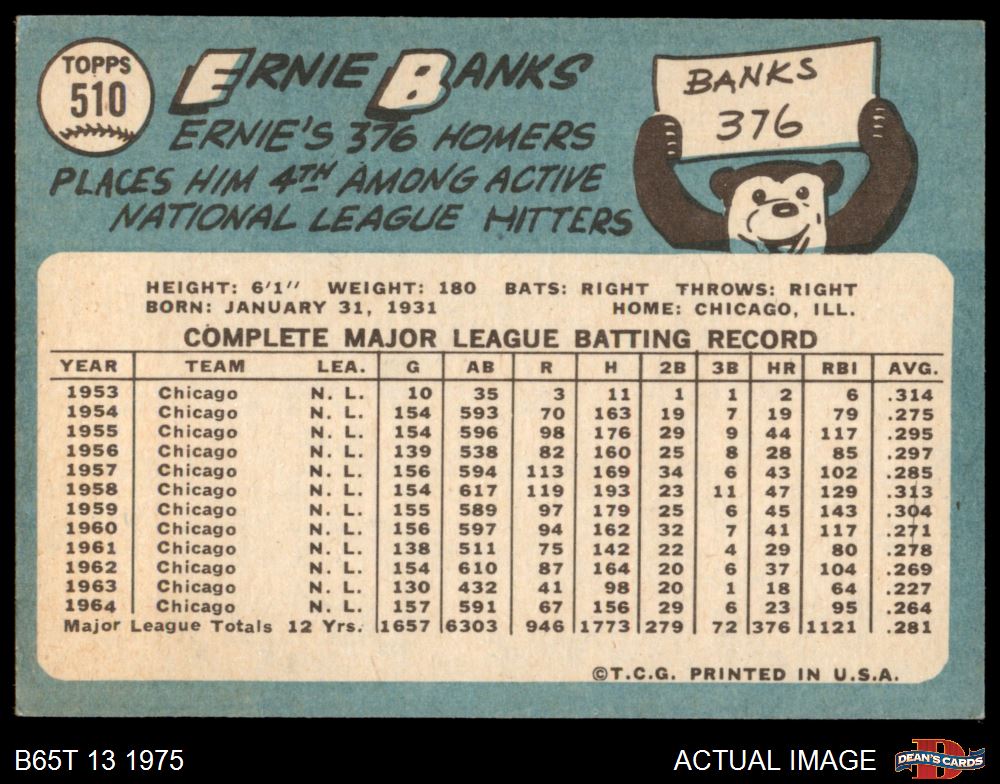 TOPPS
510
ERNIE BANKS
ERNIE'S 376 HOMERS
PLACES HIM 4TH AMONG ACTIVE
NATIONAL LEAGUE HITTERS
BANKS
376
HEIGHT: 6'1" WEIGHT: 180 BATS: RIGHT THROWS: RIGHT
BORN: JANUARY 31, 1931 HOME: CHICAGO, ILL.
COMPLETE MAJOR LEAGUE BATTING RECORD
YEAR TEAM LEA. G AB R H 2B 3B HR RBI AVG.
1953 Chicago N. L. 10 35 3 11 1 1 2 6 .314
1954 Chicago N. L. 154 593 70 163 19 7 19 79 .275
1955 Chicago N. L. 154 596 98 176 29 9 44 117 .295
1956 Chicago N. L. 139 538 82 160 25 8 28 85 .297
1957 Chicago N. L. 156 594 113 169 34 6 43 102 .285
1958 Chicago N. L. 154 617 119 193 23 11 47 129 .313
1959 Chicago N. L. 155 589 97 179 25 6 45 143 .304
1960 Chicago N. L. 156 597 94 162 32 7 41 117 .271
1961 Chicago N. L. 138 511 75 142 22 4 29 80 .278
1962 Chicago N. L. 154 610 87 164 20 6 37 104 .269
1963 Chicago N. L. 130 432 41 98 20 1 18 64 .227
1964 Chicago N. L. 157 591 67 156 29 6 23 95 .264
Major League Totals 12 Yrs. 1657 6303 946 1773 279 72 376 1121 .281
©T.C.G. PRINTED IN U.S.A.
B65T 13 1975
ACTUAL IMAGE
D
DEAN'S CARDS